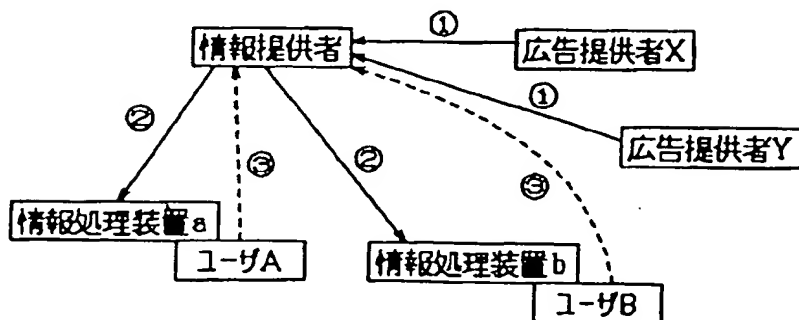 ①
情報提供者
広告提供者X
①
②
③
②
③
広告提供者Y
情報処理装置a
ユーザA
情報処理装置b
ユーザB